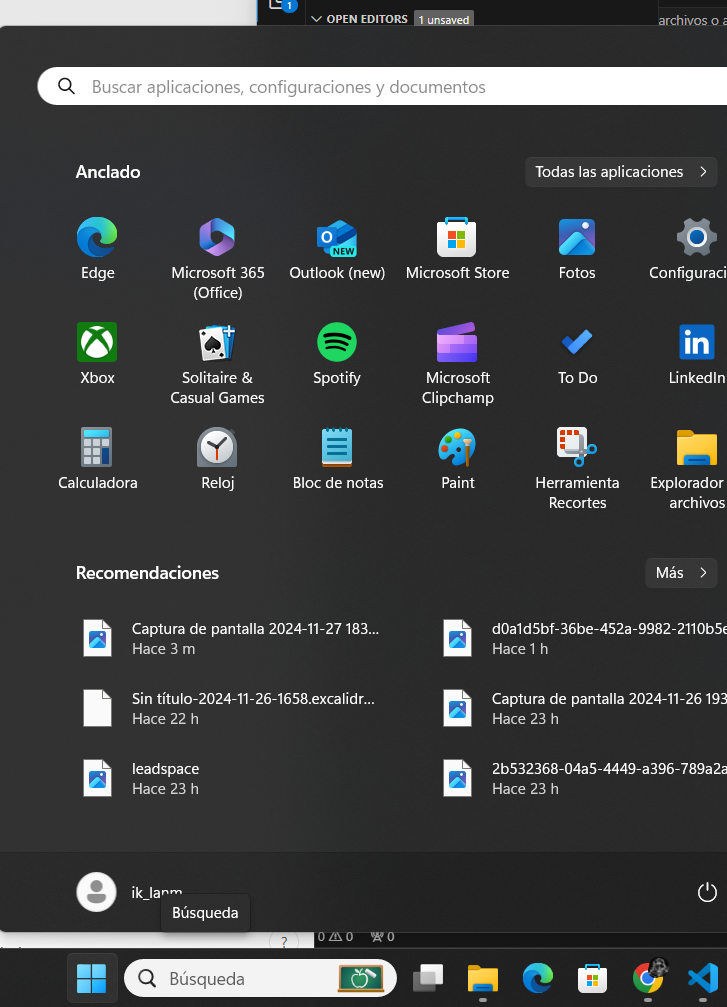 1
OPEN EDITORS
1 unsaved
archivos o a
Buscar aplicaciones, configuraciones y documentos
Anclado
Todas las aplicaciones
Edge
Microsoft 365
(Office)
Outlook (new)
Microsoft Store
Fotos
Configuraci
Xbox
Solitaire &
Casual Games
Spotify
Microsoft
Clipchamp
To Do
LinkedIn
Calculadora
Reloj
Bloc de notas
Paint
Herramienta
Recortes
Explorador
archivos
Recomendaciones
Más
Captura de pantalla 2024-11-27 183...
Hace 3 m
d0a1d5bf-36be-452a-9982-2110b5e
Hace 1 h
Sin título-2024-11-26-1658.excalidr...
Hace 22 h
Captura de pantalla 2024-11-26 193
Hace 23 h
leadspace
Hace 23 h
2b532368-04a5-4449-a396-789a2a
Hace 23 h
ik_lanm
Búsqueda
?
0 0
0
Búsqueda